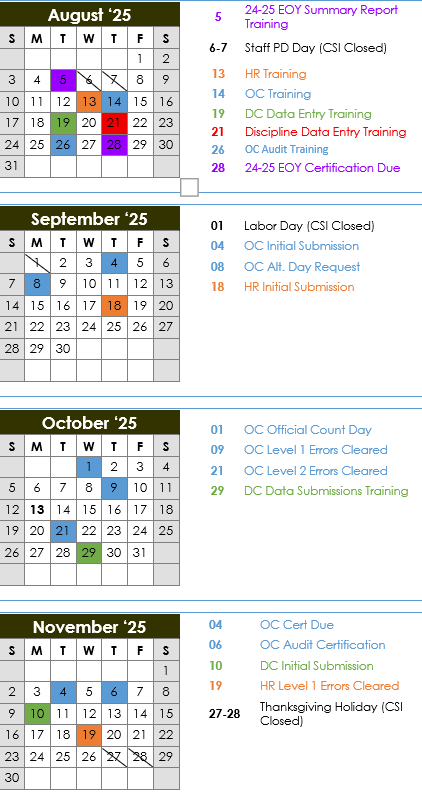 August ‘25
S M T W T F S
1 2
3 4 5 6 7 8 9
10 11 12 13 14 15 16
17 18 19 20 21 22 23
24 25 26 27 28 29 30
31
5 24-25 EOY Summary Report
Training
6-7 Staff PD Day (CSI Closed)
13 HR Training
14 OC Training
19 DC Data Entry Training
21 Discipline Data Entry Training
26 OC Audit Training
28 24-25 EOY Certification Due
September ‘25
S M T W T F S
1 2 3 4 5 6
7 8 9 10 11 12 13
14 15 16 17 18 19 20
21 22 23 24 25 26 27
28 29 30
01 Labor Day (CSI Closed)
04 OC Initial Submission
08 OC Alt. Day Request
18 HR Initial Submission
October ‘25
S M T W T F S
1 2 3 4
5 6 7 8 9 10 11
12 13 14 15 16 17 18
19 20 21 22 23 24 25
26 27 28 29 30 31
01 OC Official Count Day
09 OC Level 1 Errors Cleared
21 OC Level 2 Errors Cleared
29 DC Data Submissions Training
November ‘25
S M T W T F S
1
2 3 4 5 6 7 8
9 10 11 12 13 14 15
16 17 18 19 20 21 22
23 24 25 26 27 28 29
30
04 OC Cert Due
06 OC Audit Certification
10 DC Initial Submission
19 HR Level 1 Errors Cleared
27-28 Thanksgiving Holiday (CSI
Closed)